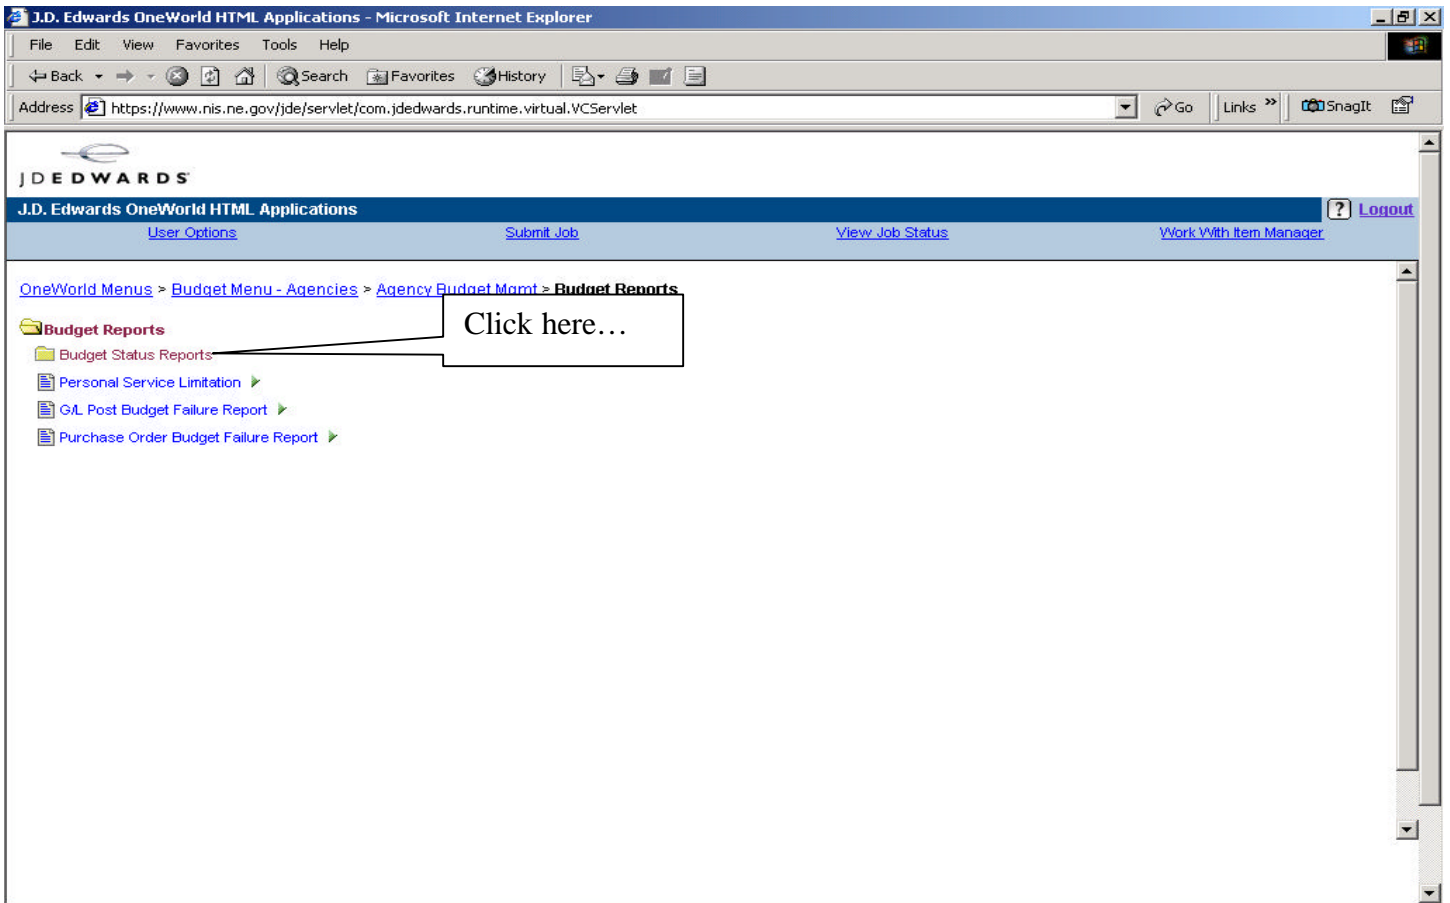 J.D. Edwards OneWorld HTML Applications - Microsoft Internet Explorer
File Edit View Favorites Tools Help
Back Search Favorites History
Address https://www.nis.ne.gov/jde/servlet/com.jdedwards.runtime.virtual.VCServlet Go Links » SnagIt
JDEDWARDS
J.D. Edwards OneWorld HTML Applications ? Logout
User Options Submit Job View Job Status Work With Item Manager
OneWorld Menus > Budget Menu - Agencies > Agency Budget Mgmt > Budget Reports
Click here…
Budget Reports
Budget Status Reports
Personal Service Limitation
G/L Post Budget Failure Report
Purchase Order Budget Failure Report